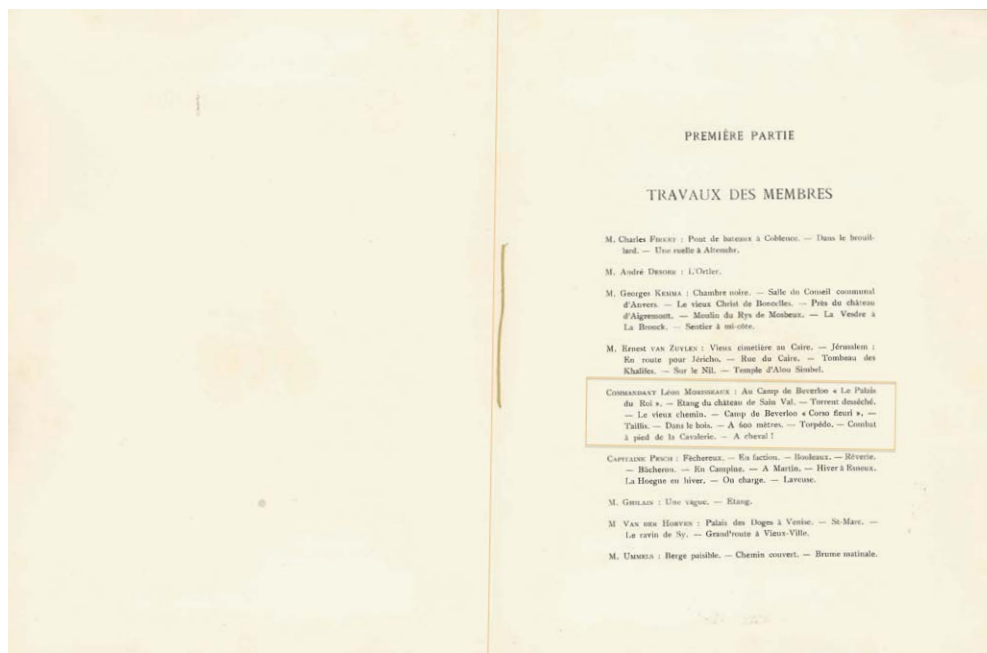 PREMIÈRE PARTIE
TRAVAUX DES MEMBRES
M. Charles : Pont de bateaux à Coblence. — Dans le brouil-
lard. — Une ruelle à Altenahr.
M. André DESORE : L'Ortler.
M. Georges KEMNA : Chambre noire. — Salle du Conseil communal
d'Anvers. — Le vieux Christ de Boncelles. — Près du château
d'Aigremont. — Moulin du Rys de Mosbeux. — La Vesdre à
La Brouck. — Sentier à mi-côte.
M. Ernest VAN ZUYLEN : Vieux cimetière au Caire. — Jérusalem :
En route pour Jéricho. — Rue du Caire. — Tombeau des
Khalifes. — Sur le Nil. — Temple d'Abou Simbel.
COMMANDANT Léon MORISSEAUX : Au Camp de Beverloo « Le Palais
du Roi ». — Etang du château de Sain Val. — Torrent desséché.
— Le vieux chemin. — Camp de Beverloo « Corso fleuri ». —
Taillis. — Dans le bois. — A 600 mètres. — Torpédo. — Combat
à pied de la Cavalerie. — A cheval !
CAPITAINE PESCH : Fèchereux. — En faction. — Bouleaux. — Rêverie.
— Bûcheron. — En Campine. — A Martin. — Hiver à Esneux.
La Hoegne en hiver. — On charge. — Laveuse.
M. GHILAIN : Une vague. — Etang.
M VAN DER HOEVEN : Palais des Doges à Venise. — St-Marc. —
Le ravin de Sy. — Grand'route à Vieux-Ville.
M. UMMELS : Berge paisible. — Chemin couvert. — Brume matinale.